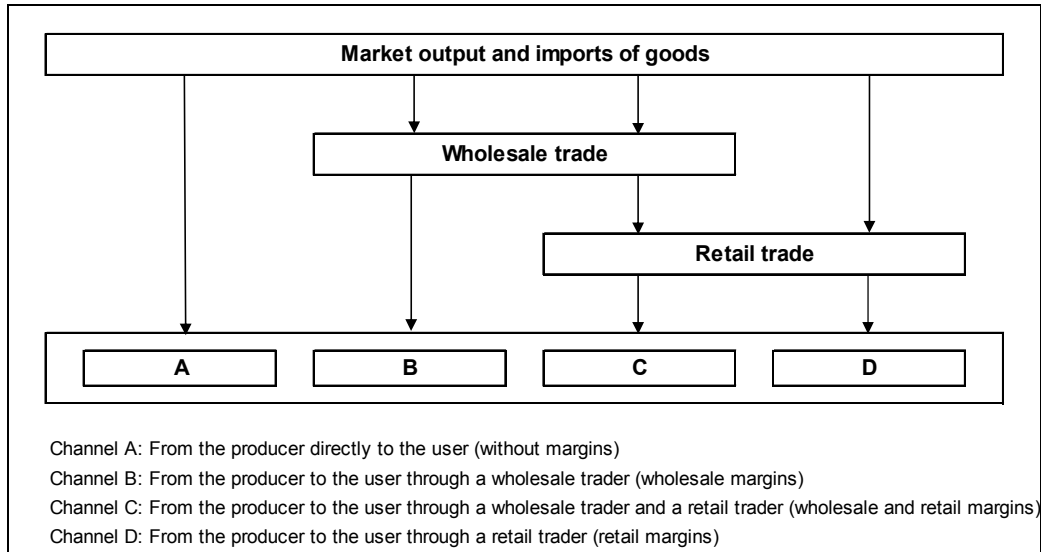 Market output and imports of goods
Wholesale trade
Retail trade
A
B
C
D
Channel A: From the producer directly to the user (without margins)
Channel B: From the producer to the user through a wholesale trader (wholesale margins)
Channel C: From the producer to the user through a wholesale trader and a retail trader (wholesale and retail margins)
Channel D: From the producer to the user through a retail trader (retail margins)